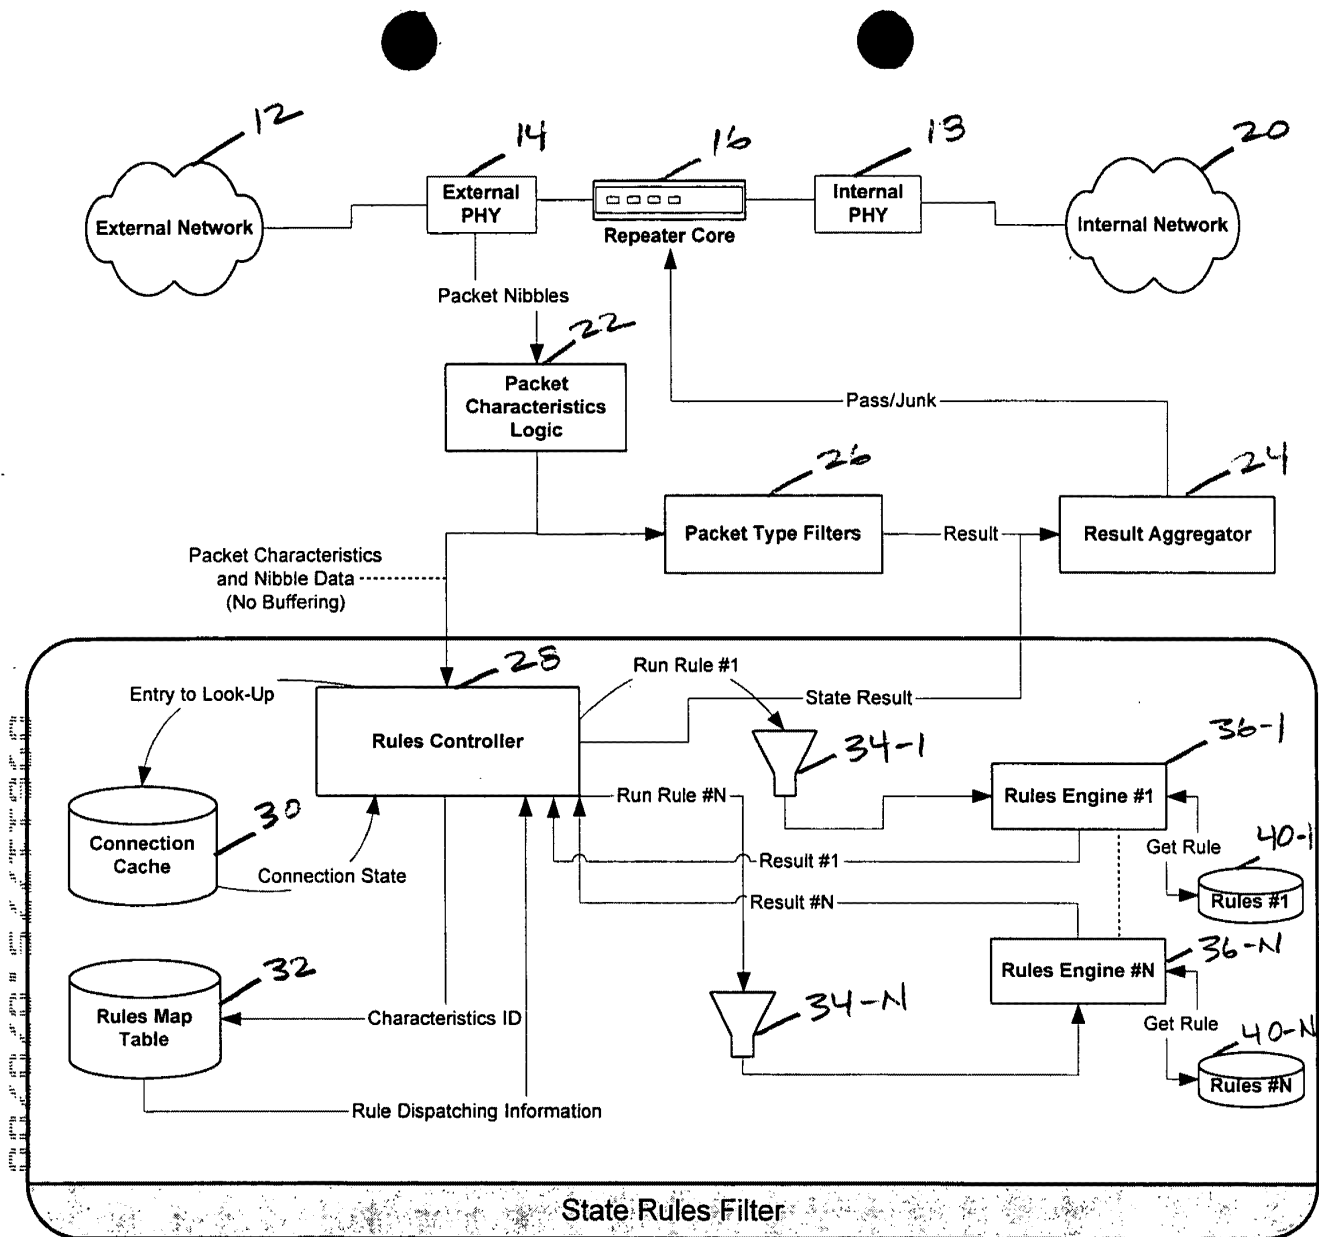 12
14
16
18
20
External Network
External
PHY
Repeater Core
Internal
PHY
Internal Network
Packet Nibbles
22
Packet
Characteristics
Logic
Pass/Junk
26
24
Packet Type Filters
Result
Result Aggregator
Packet Characteristics
and Nibble Data
(No Buffering)
28
Run Rule #1
Entry to Look-Up
State Result
Rules Controller
34-1
36-1
Run Rule #N
Rules Engine #1
30
Connection
Cache
Connection State
Result #1
Get Rule
40-1
Rules #1
Result #N
36-N
Rules Engine #N
32
Rules Map
Table
Characteristics ID
34-N
Get Rule
40-N
Rules #N
Rule Dispatching Information
State Rules Filter